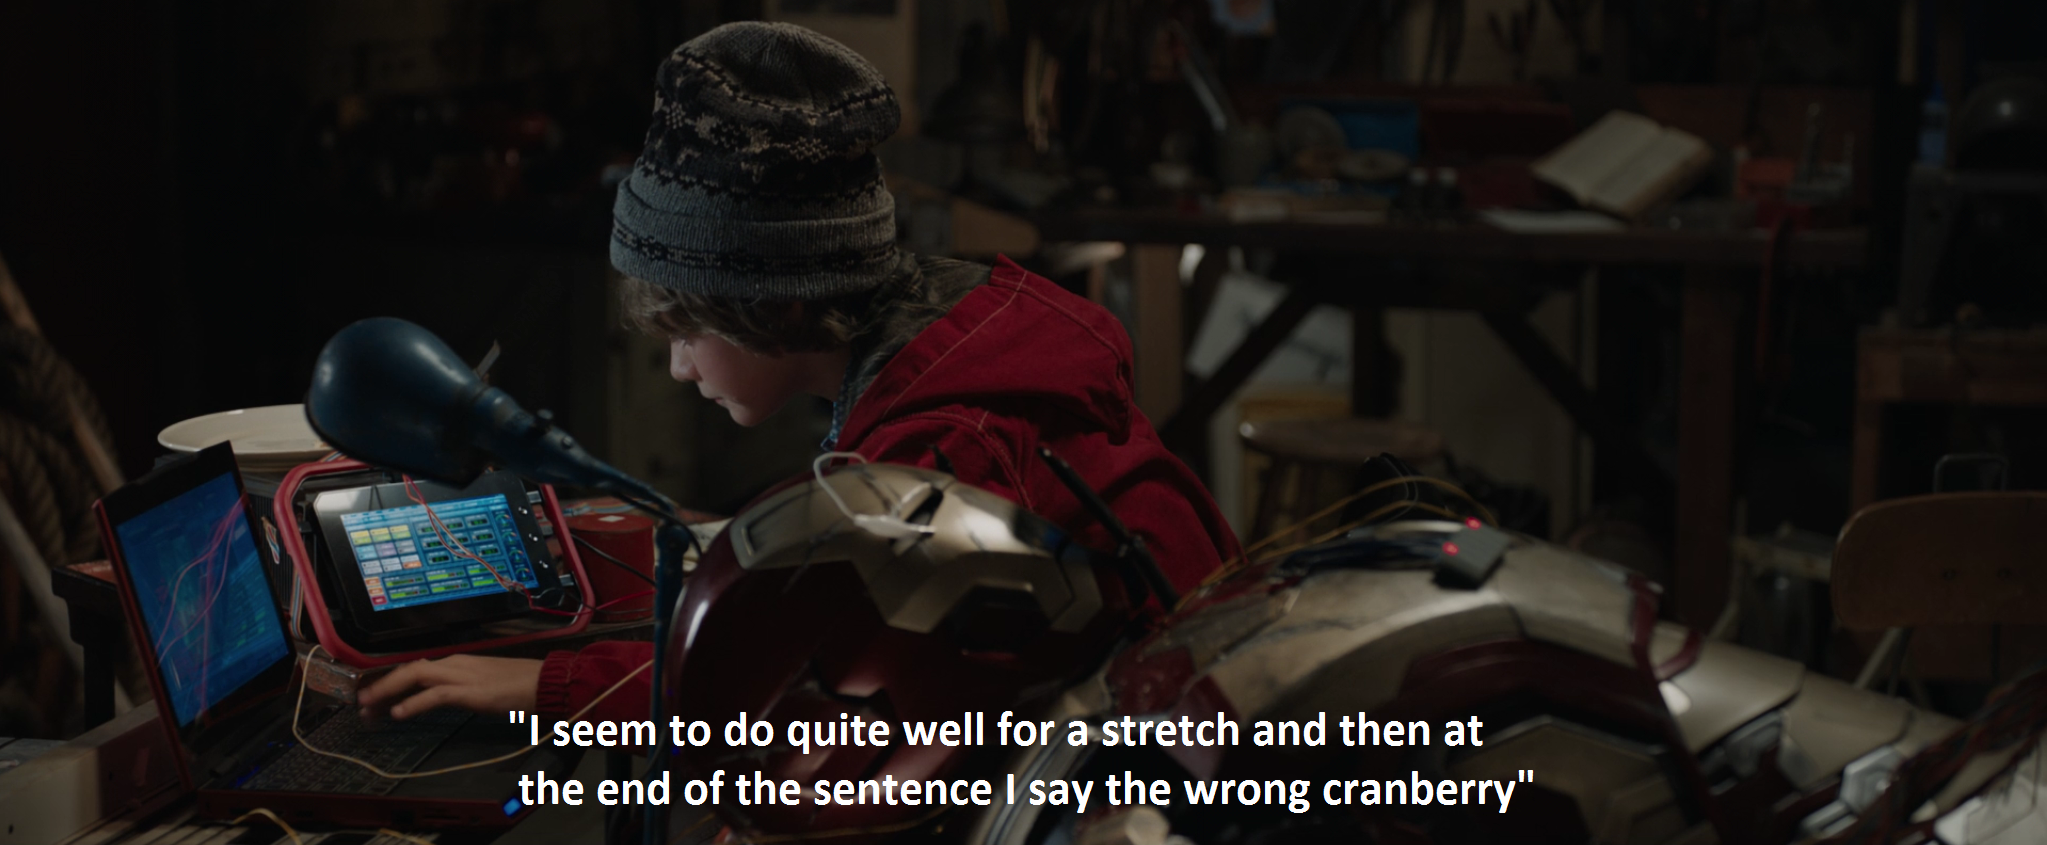 "I seem to do quite well for a stretch and then at
the end of the sentence I say the wrong cranberry"